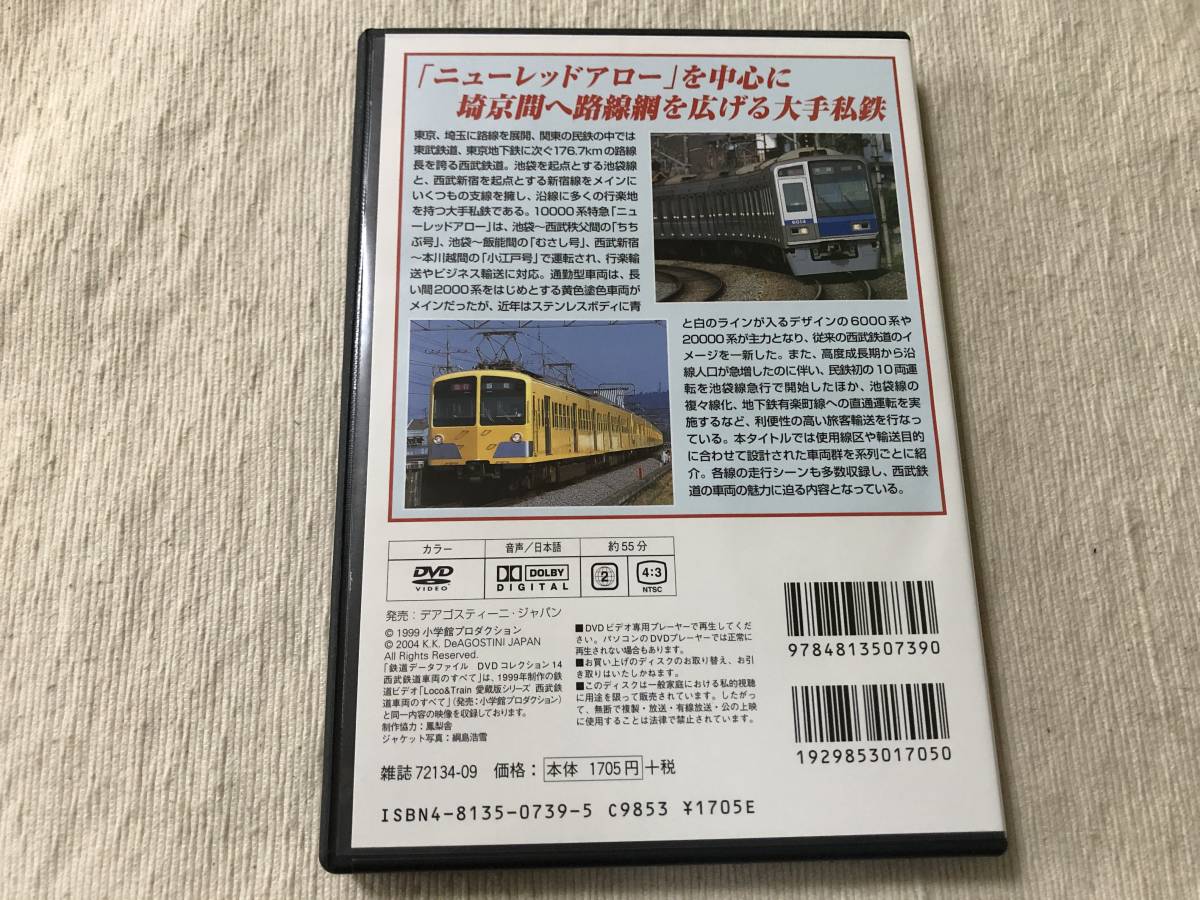 「ニューレッドアロー」を中心に
埼京間へ路線網を広げる大手私鉄
東京、埼玉に路線を展開、関東の民鉄の中では
東武鉄道、東京地下鉄に次ぐ176.7kmの路線
長を誇る西武鉄道。池袋を起点とする池袋線
と、西武新宿を起点とする新宿線をメインに
いくつもの支線を擁し、沿線に多くの行楽地
を持つ大手私鉄である。10000系特急「ニュ
ーレッドアロー」は、池袋〜西武秩父間の「ちち
ぶ号」、池袋〜飯能間の「むさし号」、西武新宿
〜本川越間の「小江戸号」で運転され、行楽輸
送やビジネス輸送に対応。通勤型車両は、長
い間2000系をはじめとする黄色塗色車両が
メインだったが、近年はステンレスボディに青
と白のラインが入るデザインの6000系や
20000系が主力となり、従来の西武鉄道のイ
メージを一新した。また、高度成長期から沿
線人口が急増したのに伴い、民鉄初の10両運
転を池袋線急行で開始したほか、池袋線の
複々線化、地下鉄有楽町線への直通運転を実
施するなど、利便性の高い旅客輸送を行なっ
ている。本タイトルでは使用線区や輸送目的
に合わせて設計された車両群を系列ごとに紹
介。各線の走行シーンも多数収録し、西武鉄
道の車両の魅力に迫る内容となっている。
6014
カラー 音声/日本語 約55分
DVD VIDEO DOLBY DIGITAL 2 4:3 NTSC
発売:デアゴスティーニ・ジャパン
© 1999 小学館プロダクション
© 2004 K.K. DeAGOSTINI JAPAN
All Rights Reserved.
「鉄道データファイル DVDコレクション14
西武鉄道車両のすべて」は、1999年制作の鉄
道ビデオ「Loco&Train 愛蔵版シリーズ 西武鉄
道車両のすべて」(発売:小学館プロダクション)
と同一内容の映像を収録しております。
制作協力:鳳梨舎
ジャケット写真:綱島浩雪
■DVDビデオ専用プレーヤーで再生してくだ
さい。パソコンのDVDプレーヤーでは正常に
再生されない場合もあります。
■お買い上げのディスクのお取り替え、お引
き取りはいたしかねます。
■このディスクは一般家庭における私的視聴
に用途を限って販売されています。したがっ
て、無断で複製・放送・有線放送・公の上映
に使用することは法律で禁止されています。
9784813507390
1929853017050
雑誌 72134-09 価格: 本体 1705円 +税
ISBN4-8135-0739-5 C9853 ¥1705E